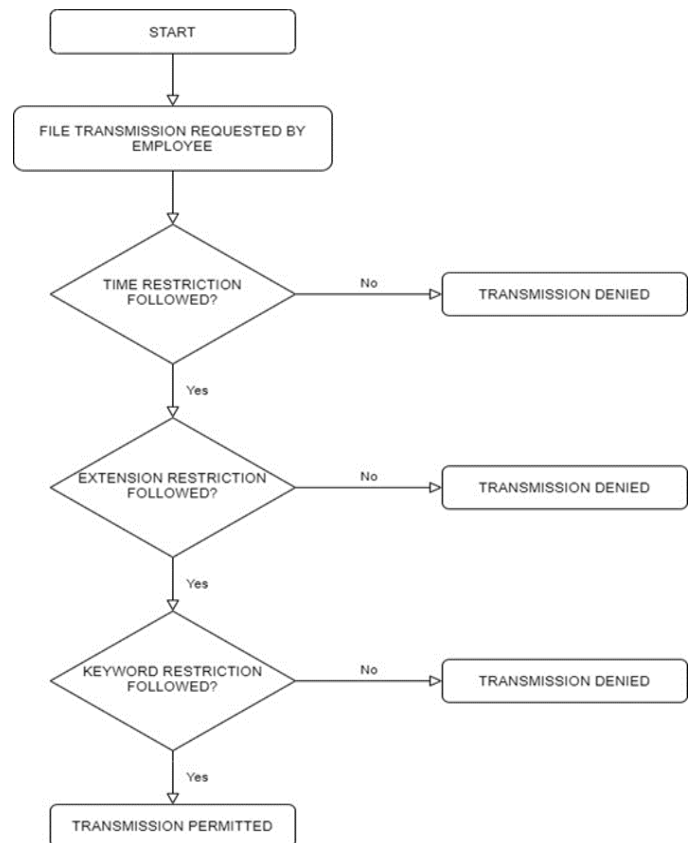 START
FILE TRANSMISSION REQUESTED BY
EMPLOYEE
TIME RESTRICTION
FOLLOWED?
No
TRANSMISSION DENIED
Yes
EXTENSION RESTRICTION
FOLLOWED?
No
TRANSMISSION DENIED
Yes
KEYWORD RESTRICTION
FOLLOWED?
No
TRANSMISSION DENIED
Yes
TRANSMISSION PERMITTED